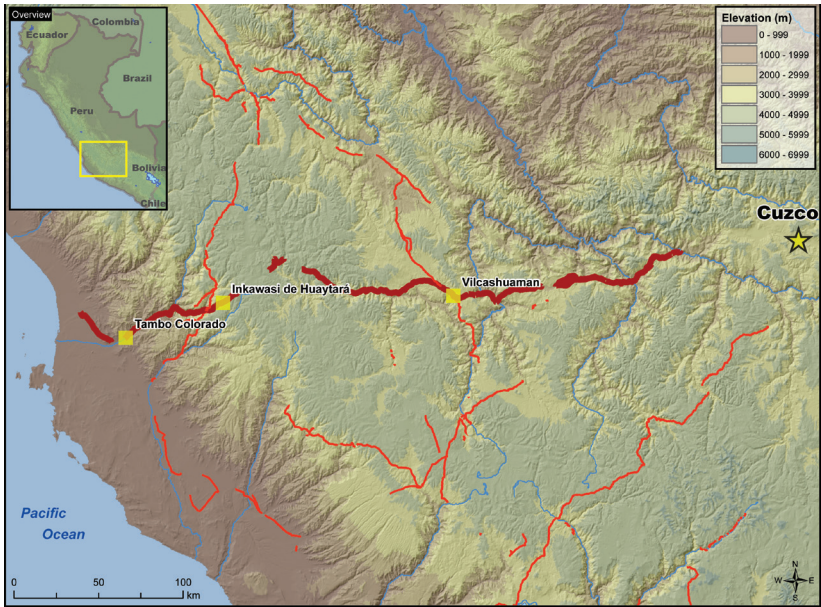 Overview
Colombia
Ecuador
Brazil
Peru
Bolivia
Chile
Elevation (m)
0 - 999
1000 - 1999
2000 - 2999
3000 - 3999
4000 - 4999
5000 - 5999
6000 - 6999
Cuzco
Vilcashuaman
Inkawasi de Huaytará
Tambo Colorado
Pacific
Ocean
0 50 100
km
N
W E
S